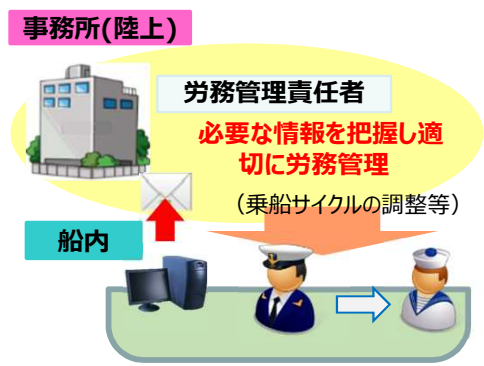 事務所(陸上)
労務管理責任者
必要な情報を把握し適
切に労務管理
（乗船サイクルの調整等）
船内